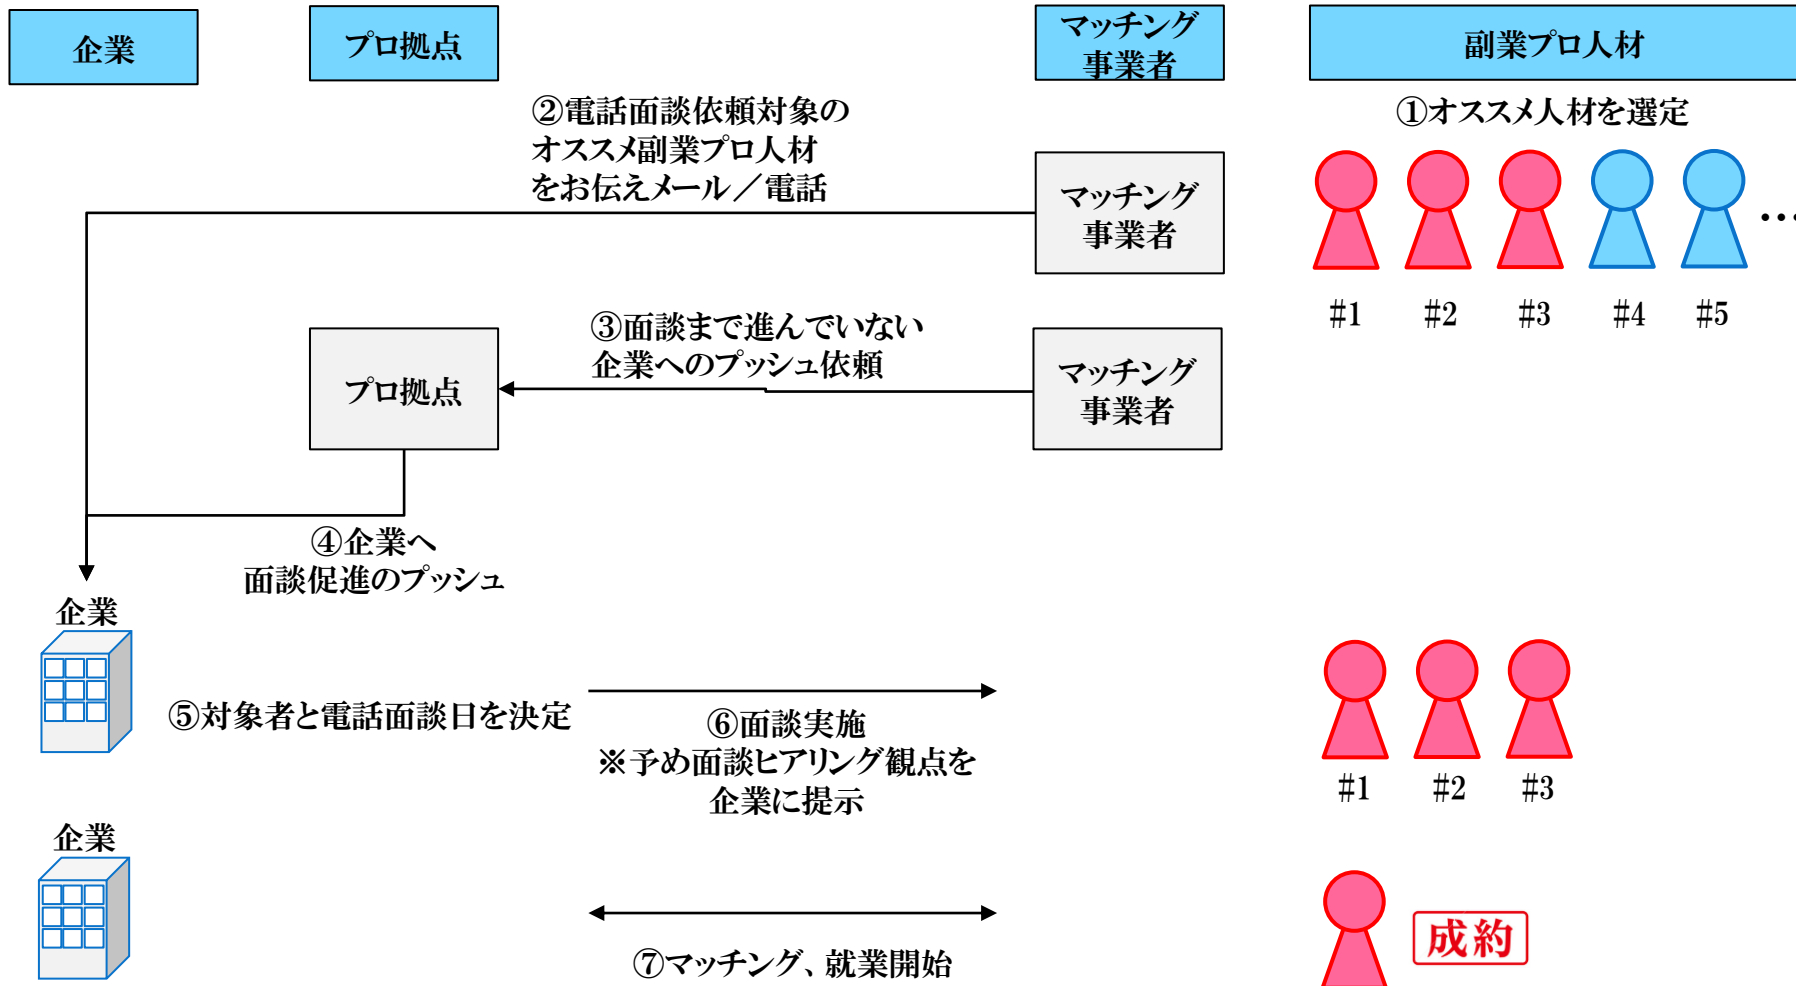 企業
プロ拠点
マッチング
事業者
副業プロ人材
①オススメ人材を選定
②電話面談依頼対象の
オススメ副業プロ人材
をお伝えメール／電話
マッチング
事業者
…
#1 #2 #3 #4 #5
③面談まで進んでいない
企業へのプッシュ依頼
プロ拠点
マッチング
事業者
④企業へ
面談促進のプッシュ
企業
⑤対象者と電話面談日を決定
⑥面談実施
※予め面談ヒアリング観点を
企業に提示
#1 #2 #3
企業
成約
⑦マッチング、就業開始